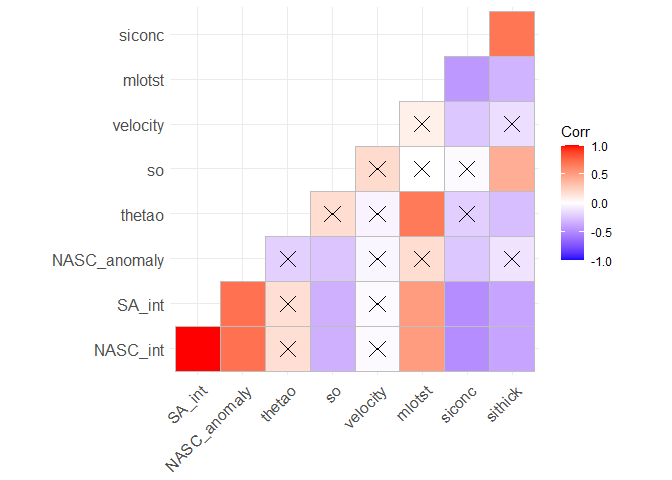 siconc
mlotst
velocity
so
thetao
NASC_anomaly
SA_int
NASC_int
SA_int
NASC_anomaly
thetao
so
velocity
mlotst
siconc
sithick
Corr
1.0
0.5
0.0
-0.5
-1.0